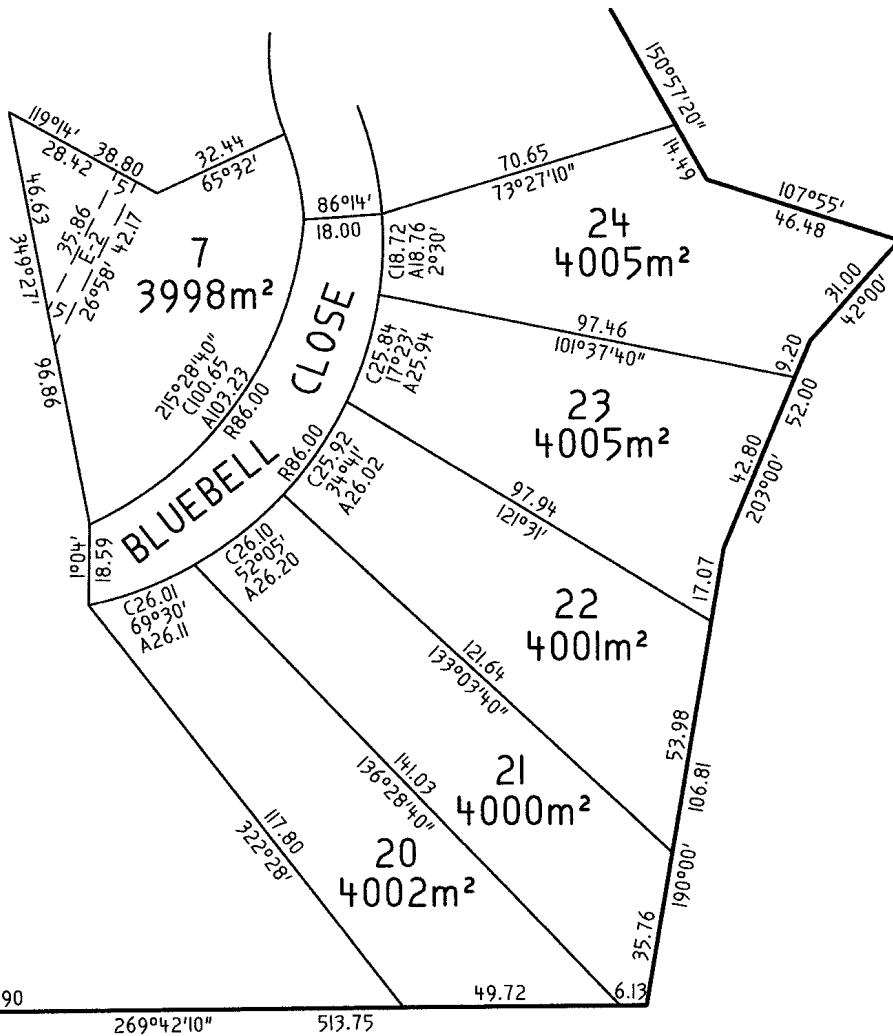 150°57'20"
14.49
107°55'
46.48
31.00
42°00'
119°14'
38.80
28.42
32.44
65°32'
70.65
73°27'10"
46.63
349°27'
96.86
5
35.86
E-2
42.17
26°58'
5
86°14'
18.00
C18.72
A18.76
2°30'
7
3998m²
24
4005m²
97.46
101°37'40"
9.20
52.00
42.80
203°00'
215°28'40"
C100.65
A103.23
R86.00
BLUEBELL CLOSE
R86.00
C25.84
17°23'
A25.94
23
4005m²
C25.92
34°41'
A26.02
97.94
121°31'
17.07
1°04'
18.59
C26.10
52°05'
A26.20
C26.01
69°30'
A26.11
22
4001m²
121.64
133°03'40"
53.98
106.81
190°00'
21
4000m²
141.03
136°28'40"
117.80
322°28'
20
4002m²
35.76
90
49.72
6.13
269°42'10"
513.75